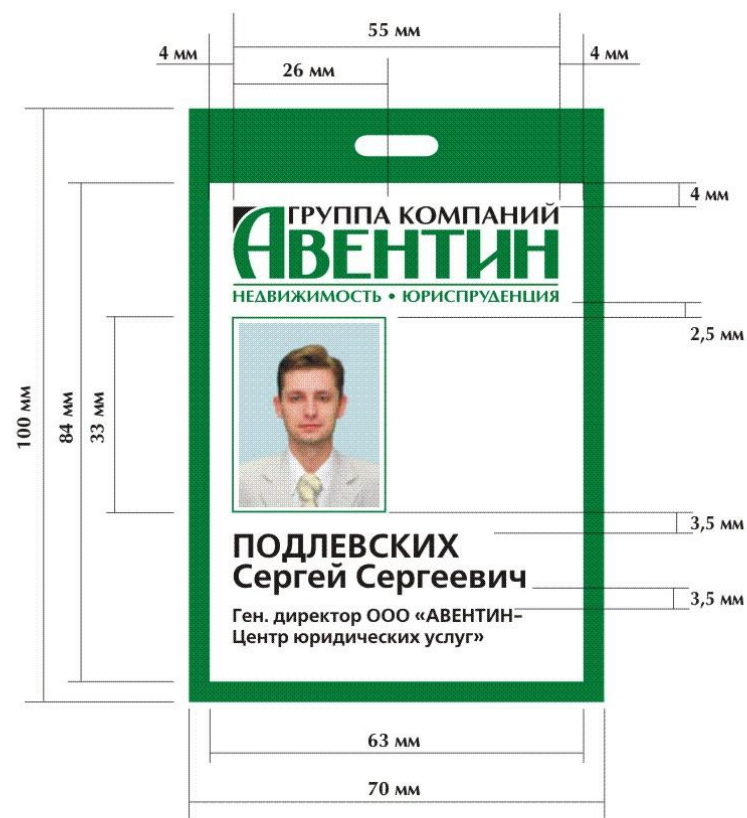 55 мм
4 мм
4 мм
26 мм
4 мм
ГРУППА КОМПАНИЙ
АВЕНТИН
НЕДВИЖИМОСТЬ • ЮРИСПРУДЕНЦИЯ
2,5 мм
100 мм
84 мм
33 мм
3,5 мм
ПОДЛЕВСКИХ
Сергей Сергеевич
3,5 мм
Ген. директор ООО «АВЕНТИН–
Центр юридических услуг»
63 мм
70 мм